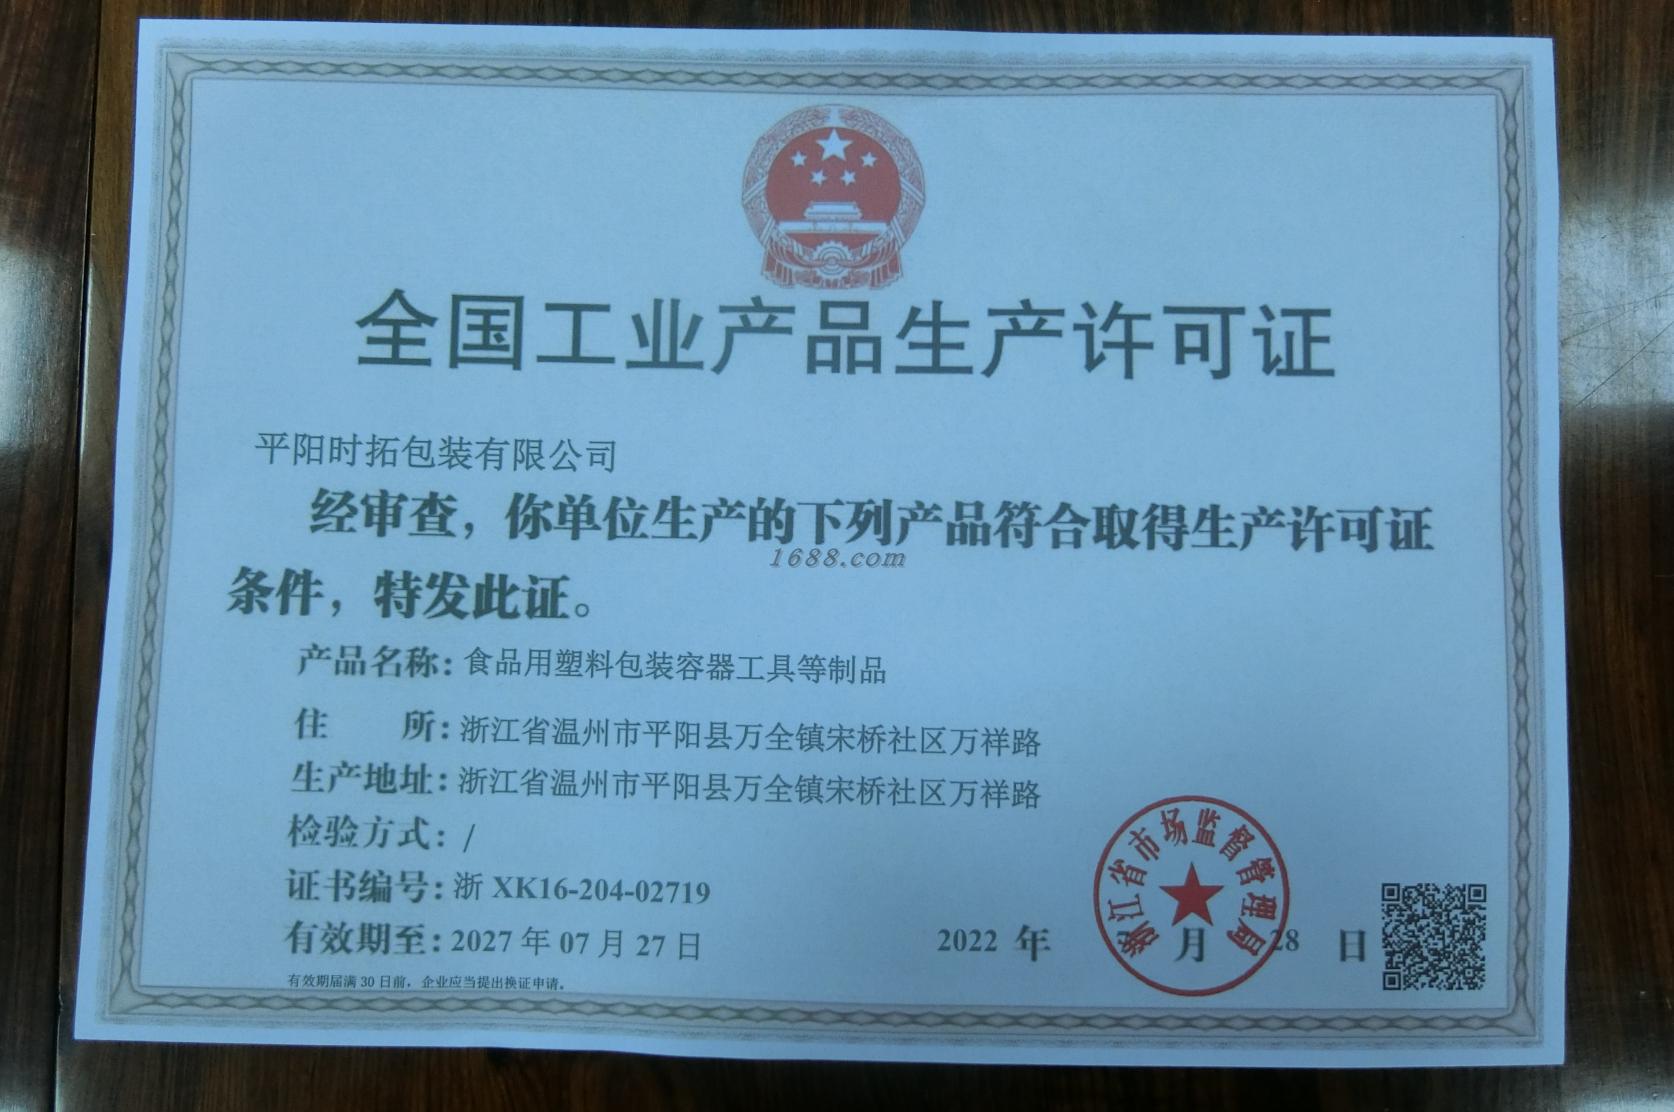 全国工业产品生产许可证
平阳时拓包装有限公司
经审查，你单位生产的下列产品符合取得生产许可证
1688.com
条件，特发此证。
产品名称：食品用塑料包装容器工具等制品
住 所：浙江省温州市平阳县万全镇宋桥社区万祥路
生产地址：浙江省温州市平阳县万全镇宋桥社区万祥路
检验方式：/
证书编号：浙 XK16-204-02719
有效期至：2027 年 07 月 27 日
浙江省市场监督管理局
2022 年 月 28 日
有效期届满 30 日前，企业应当提出换证申请。